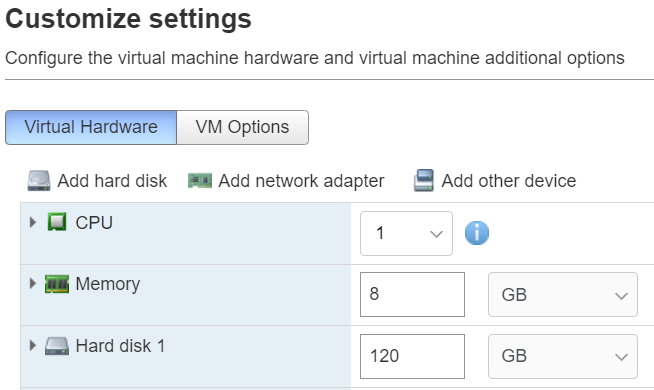 Customize settings
Configure the virtual machine hardware and virtual machine additional options
Virtual Hardware VM Options
Add hard disk Add network adapter Add other device
CPU 1 i
Memory 8 GB
Hard disk 1 120 GB